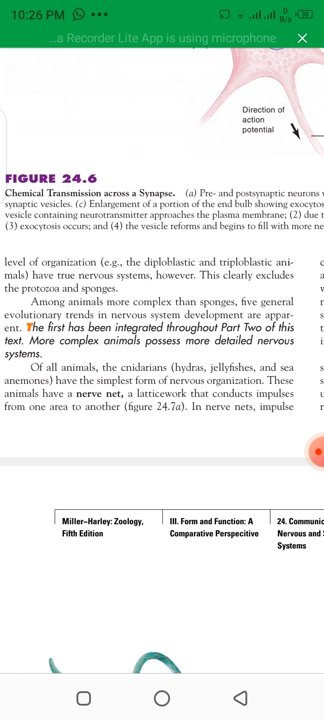 10:26 PM
0
B/s
...a Recorder Lite App is using microphone
Direction of
action
potential
FIGURE 24.6
Chemical Transmission across a Synapse. (a) Pre- and postsynaptic neurons
synaptic vesicles. (c) Enlargement of a portion of the end bulb showing exocytos
vesicle containing neurotransmitter approaches the plasma membrane; (2) due t
(3) exocytosis occurs; and (4) the vesicle reforms and begins to fill with more ne
level of organization (e.g., the diploblastic and triploblastic ani-
mals) have true nervous systems, however. This clearly excludes
the protozoa and sponges.
Among animals more complex than sponges, five general
evolutionary trends in nervous system development are appar-
ent. The first has been integrated throughout Part Two of this
text. More complex animals possess more detailed nervous
systems.
Of all animals, the cnidarians (hydras, jellyfishes, and sea
anemones) have the simplest form of nervous organization. These
animals have a nerve net, a latticework that conducts impulses
from one area to another (figure 24.7a). In nerve nets, impulse
Miller−Harley: Zoology,
Fifth Edition
III. Form and Function: A
Comparative Perspecitive
24. Communic
Nervous and
Systems